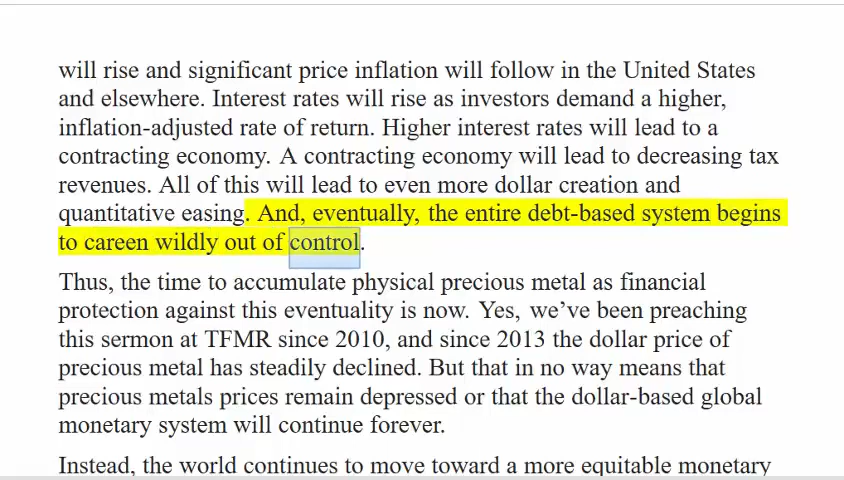 will rise and significant price inflation will follow in the United States
and elsewhere. Interest rates will rise as investors demand a higher,
inflation-adjusted rate of return. Higher interest rates will lead to a
contracting economy. A contracting economy will lead to decreasing tax
revenues. All of this will lead to even more dollar creation and
quantitative easing. And, eventually, the entire debt-based system begins
to careen wildly out of control.
Thus, the time to accumulate physical precious metal as financial
protection against this eventuality is now. Yes, we’ve been preaching
this sermon at TFMR since 2010, and since 2013 the dollar price of
precious metal has steadily declined. But that in no way means that
precious metals prices remain depressed or that the dollar-based global
monetary system will continue forever.
Instead, the world continues to move toward a more equitable monetary